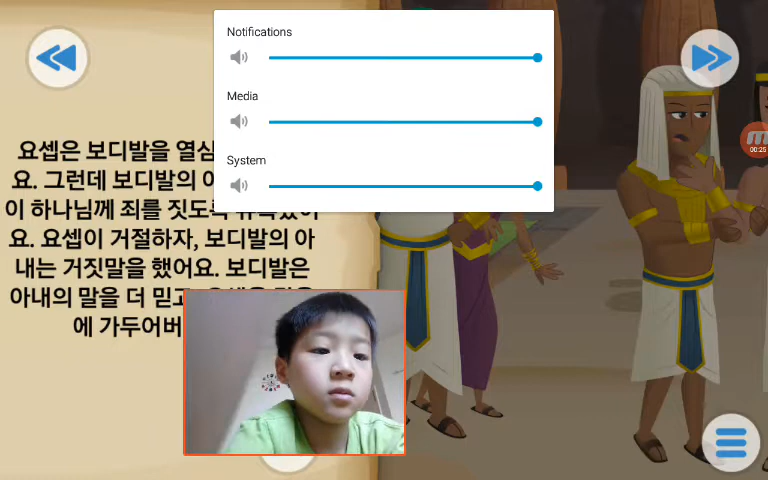 Notifications
Media
System
요셉은 보디발을
요. 그런데 보디발의
이 하나님께 죄를 짓도록
요. 요셉이 거절하자, 보디발의 아
내는 거짓말을 했어요. 보디발은
아내의 말을 더 믿고
에 가두어버
00:25